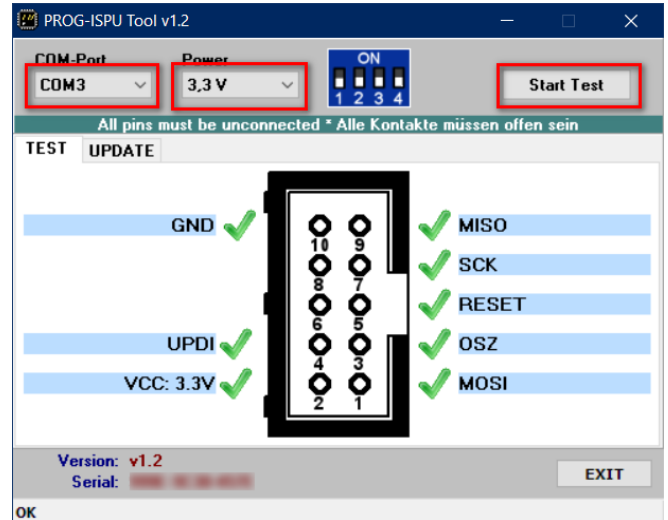 PROG-ISPU Tool v1.2
COM-Port Power
COM3 3,3 V
ON
1 2 3 4
Start Test
All pins must be unconnected * Alle Kontakte müssen offen sein
TEST UPDATE
GND MISO
10 9
SCK
8 7
RESET
6 5
UPDI OSZ
4 3
VCC: 3.3V MOSI
2 1
Version: v1.2
Serial:
EXIT
OK